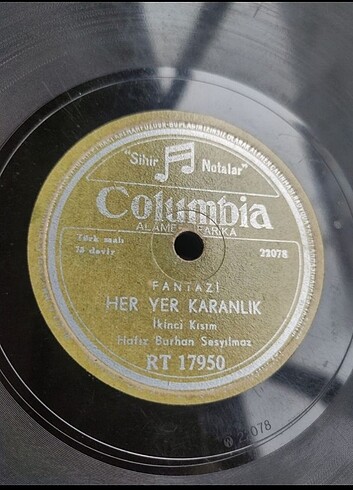 "Sihir Notalar"
Columbia
ALAMETİ FARİKA
Türk malı
78 devir
22078
FANTAZİ
HER YER KARANLIK
İkinci Kısım
Hafız Burhan Sesyılmaz
RT 17950
W 22078